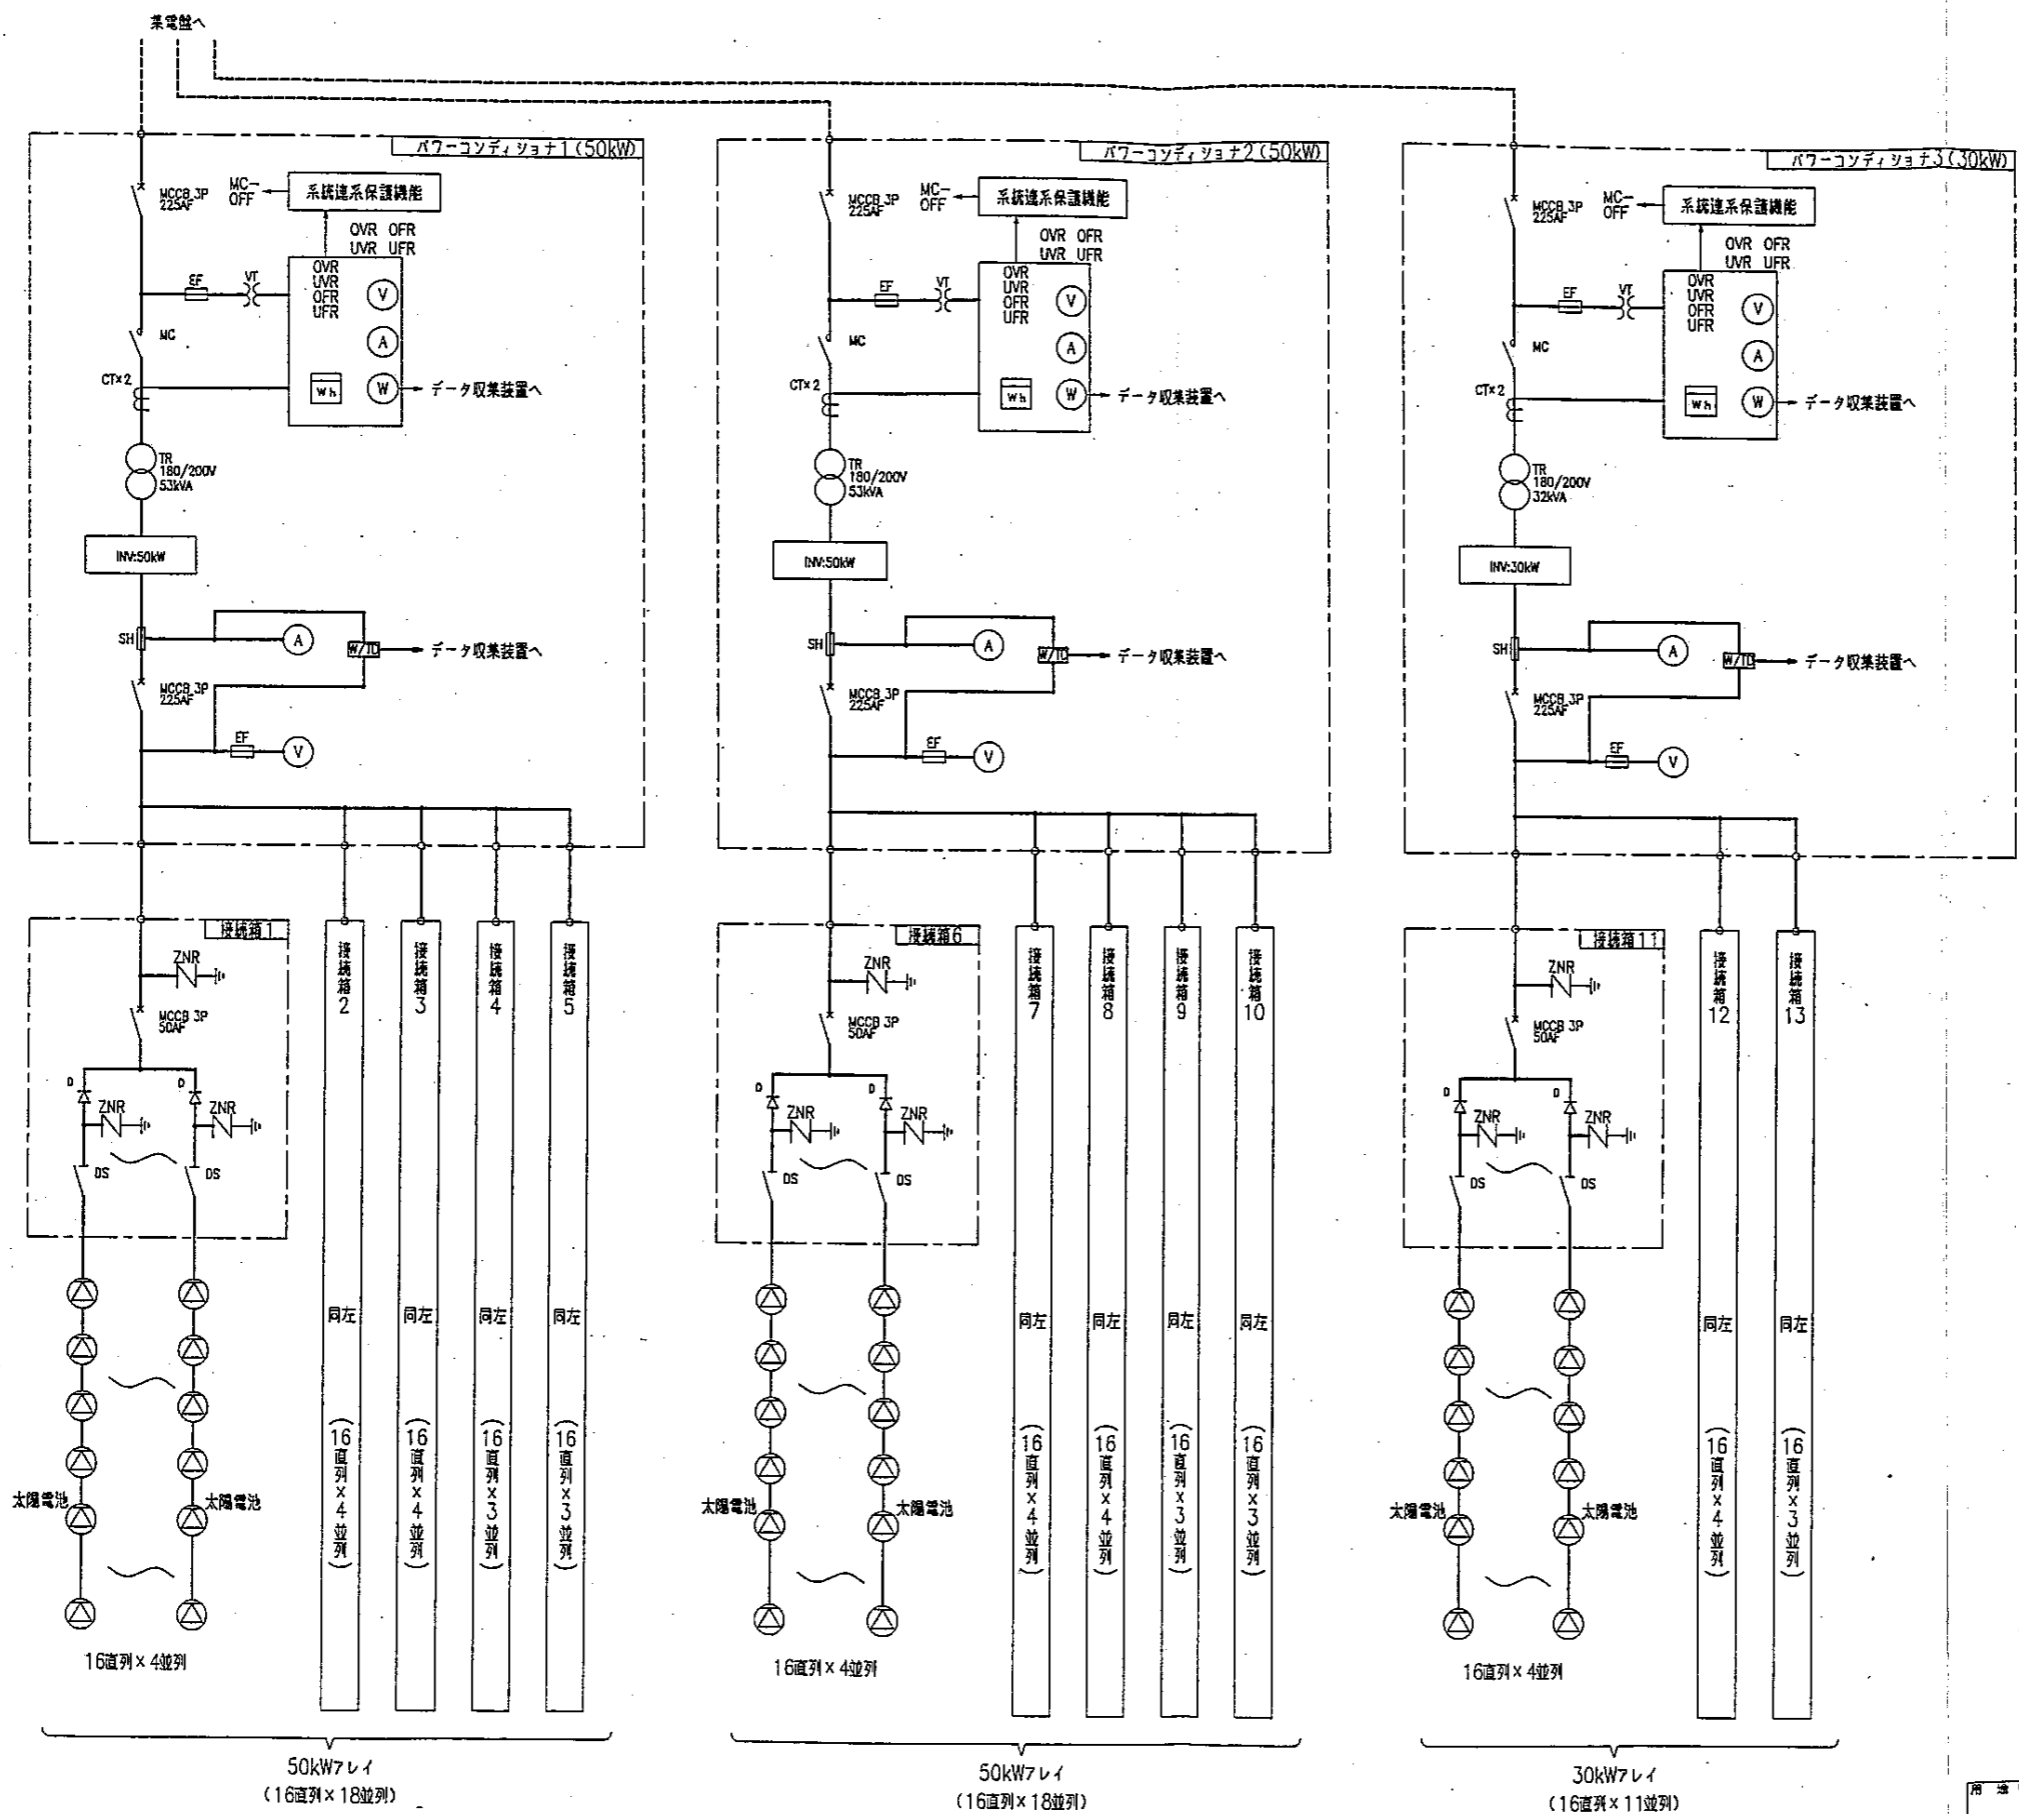 集電盤へ
パワーコンディショナ1(50kW)
MCCB 3P
225AF
MC-
OFF
系統連系保護機能
OVR OFR
UVR UFR
OVR
UVR
OFR
UFR
EF
VT
V
A
W
Wh
データ収集装置へ
MC
CT×2
TR
180/200V
53kVA
INV:50kW
SH
A
W/TD
データ収集装置へ
MCCB 3P
225AF
EF
V
接続箱1
ZNR
MCCB 3P
50AF
D
D
ZNR
ZNR
DS
DS
太陽電池
太陽電池
16直列×4並列
接続箱2
同左
(16直列×4並列)
接続箱3
同左
(16直列×4並列)
接続箱4
同左
(16直列×3並列)
接続箱5
同左
(16直列×3並列)
50kWアレイ
(16直列×18並列)
パワーコンディショナ2(50kW)
MCCB 3P
225AF
MC-
OFF
系統連系保護機能
OVR OFR
UVR UFR
OVR
UVR
OFR
UFR
EF
VT
V
A
W
Wh
データ収集装置へ
MC
CT×2
TR
180/200V
53kVA
INV:50kW
SH
A
W/TD
データ収集装置へ
MCCB 3P
225AF
EF
V
接続箱6
ZNR
MCCB 3P
50AF
D
D
ZNR
ZNR
DS
DS
太陽電池
太陽電池
16直列×4並列
接続箱7
同左
(16直列×4並列)
接続箱8
同左
(16直列×4並列)
接続箱9
同左
(16直列×3並列)
接続箱10
同左
(16直列×3並列)
50kWアレイ
(16直列×18並列)
パワーコンディショナ3(30kW)
MCCB 3P
225AF
MC-
OFF
系統連系保護機能
OVR OFR
UVR UFR
OVR
UVR
OFR
UFR
EF
VT
V
A
W
Wh
データ収集装置へ
MC
CT×2
TR
180/200V
32kVA
INV:30kW
SH
A
W/TD
データ収集装置へ
MCCB 3P
225AF
EF
V
接続箱11
ZNR
MCCB 3P
50AF
D
D
ZNR
ZNR
DS
DS
太陽電池
太陽電池
16直列×4並列
接続箱12
同左
(16直列×4並列)
接続箱13
同左
(16直列×3並列)
30kWアレイ
(16直列×11並列)
用途